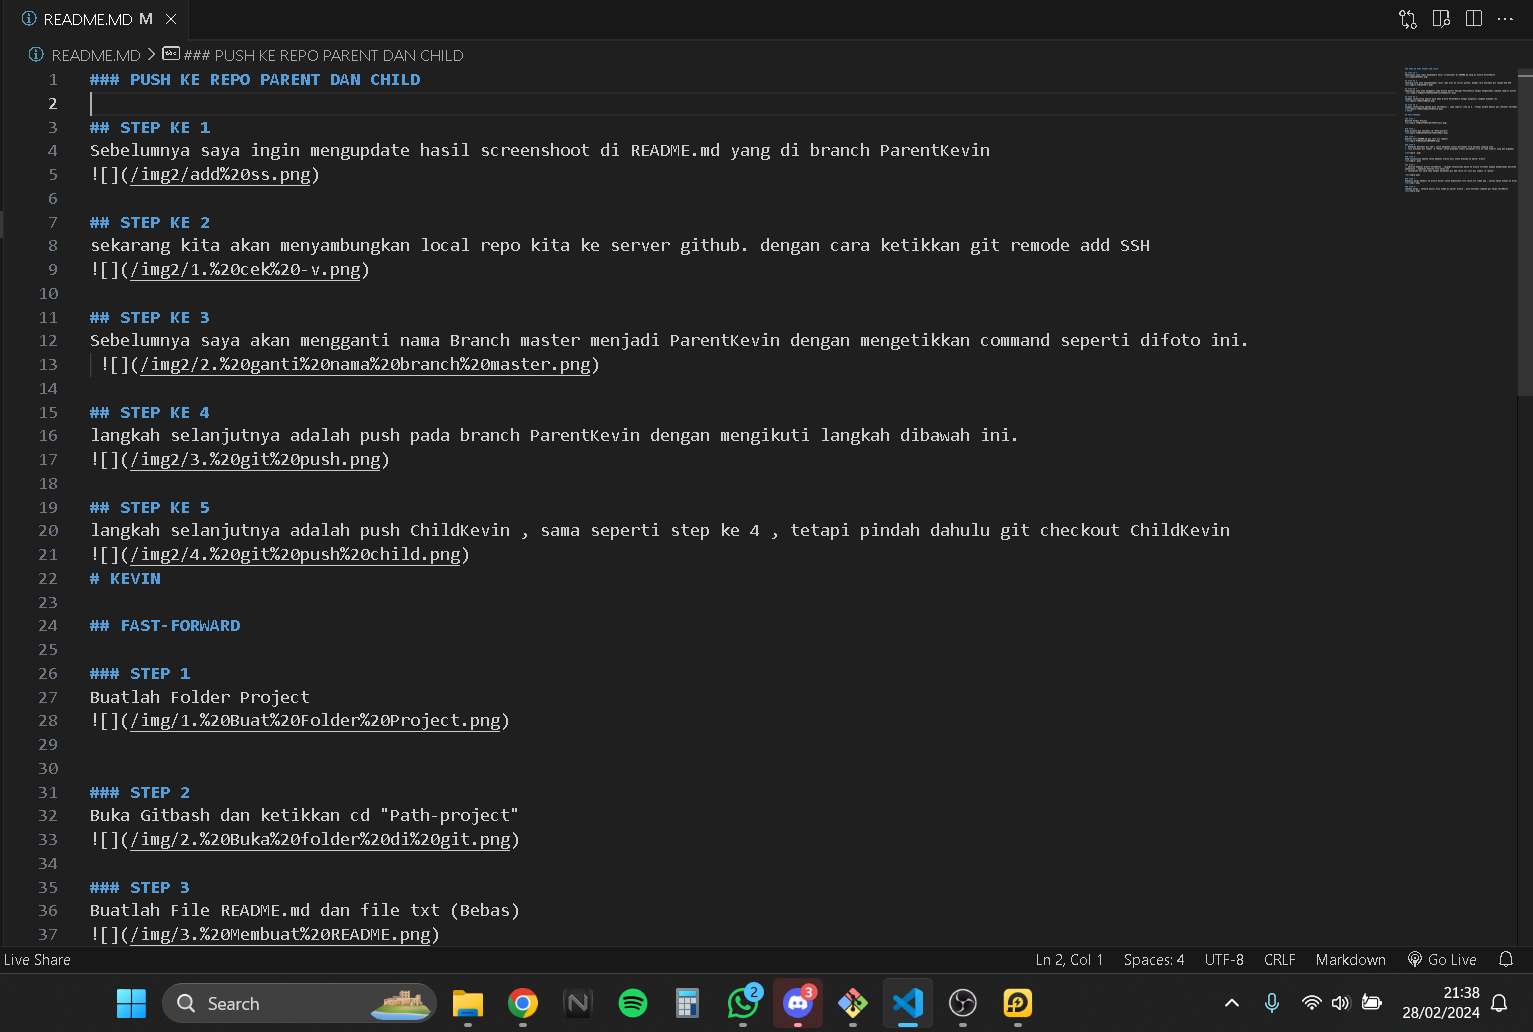 README.MD M
README.MD > ### PUSH KE REPO PARENT DAN CHILD
1 ### PUSH KE REPO PARENT DAN CHILD
2
3 ## STEP KE 1
4 Sebelumnya saya ingin mengupdate hasil screenshoot di README.md yang di branch ParentKevin
5 ![](/img2/add%20ss.png)
6
7 ## STEP KE 2
8 sekarang kita akan menyambungkan local repo kita ke server github. dengan cara ketikkan git remode add SSH
9 ![](/img2/1.%20cek%20-v.png)
10
11 ## STEP KE 3
12 Sebelumnya saya akan mengganti nama Branch master menjadi ParentKevin dengan mengetikkan command seperti difoto ini.
13 ![](/img2/2.%20ganti%20nama%20branch%20master.png)
14
15 ## STEP KE 4
16 langkah selanjutnya adalah push pada branch ParentKevin dengan mengikuti langkah dibawah ini.
17 ![](/img2/3.%20git%20push.png)
18
19 ## STEP KE 5
20 langkah selanjutnya adalah push ChildKevin , sama seperti step ke 4 , tetapi pindah dahulu git checkout ChildKevin
21 ![](/img2/4.%20git%20push%20child.png)
22 # KEVIN
23
24 ## FAST-FORWARD
25
26 ### STEP 1
27 Buatlah Folder Project
28 ![](/img/1.%20Buat%20Folder%20Project.png)
29
30
31 ### STEP 2
32 Buka Gitbash dan ketikkan cd "Path-project"
33 ![](/img/2.%20Buka%20folder%20di%20git.png)
34
35 ### STEP 3
36 Buatlah File README.md dan file txt (Bebas)
37 ![](/img/3.%20Membuat%20README.png)
Live Share Ln 2, Col 1 Spaces: 4 UTF-8 CRLF Markdown Go Live
Search 2 3 21:38
28/02/2024